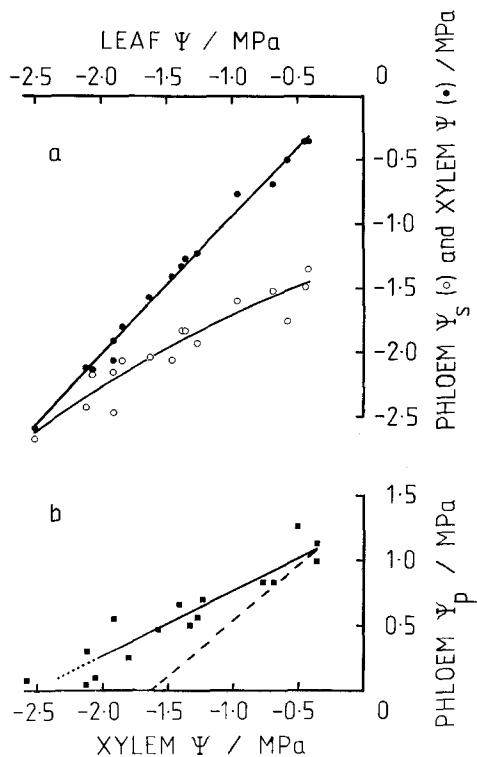 LEAF Ψ / MPa
-2·5 -2·0 -1·5 -1·0 -0·5 0
a
-0·5
-1·0
-1·5
-2·0
-2·5
PHLOEM Ψs (○) and XYLEM Ψ (•) / MPa
b
1·5
1·0
0·5
0
-2·5 -2·0 -1·5 -1·0 -0·5
PHLOEM Ψp / MPa
XYLEM Ψ / MPa